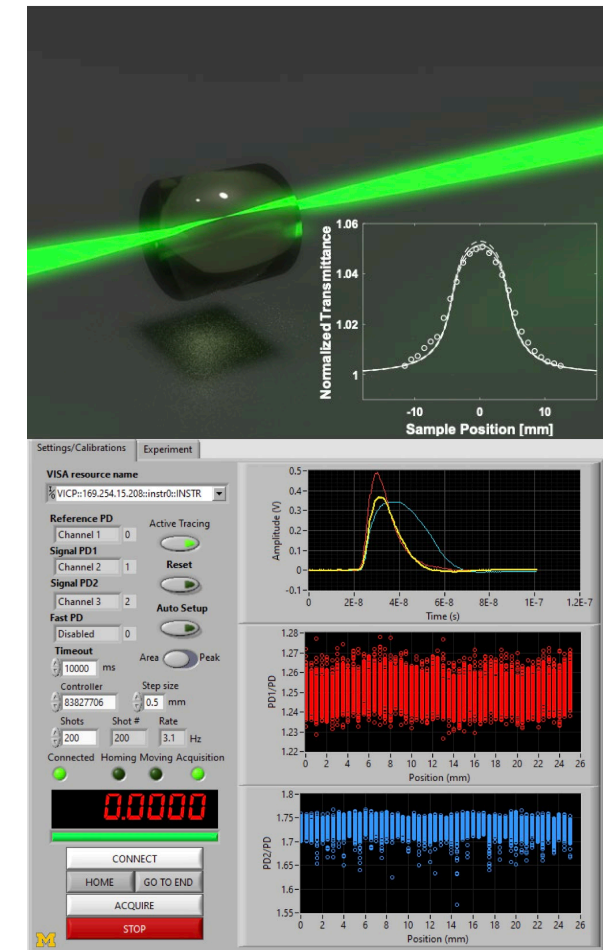 Normalized Transmittance
1.06
1.04
1.02
1
-10 0 10
Sample Position [mm]
Settings/Calibrations Experiment
VISA resource name
VICP::169.254.15.208::instr0::INSTR
Reference PD
Channel 1 0
Active Tracing
Signal PD1
Channel 2 1
Reset
Signal PD2
Channel 3 2
Auto Setup
Fast PD
Disabled 0
Timeout
10000 ms
Area Peak
Controller Step size
83827706 0.5 mm
Shots Shot # Rate
200 200 3.1 Hz
Connected Homing Moving Acquisition
0.0000
CONNECT
HOME GO TO END
ACQUIRE
STOP
M
Amplitude (V)
0.5
0.4
0.3
0.2
0.1
0
-0.1
0 2E-8 4E-8 6E-8 8E-8 1E-7 1.2E-7
Time (s)
PD1/PD
1.28
1.27
1.26
1.25
1.24
1.23
1.22
0 2 4 6 8 10 12 14 16 18 20 22 24 26
Position (mm)
PD2/PD
1.8
1.75
1.7
1.65
1.6
1.55
0 2 4 6 8 10 12 14 16 18 20 22 24 26
Position (mm)